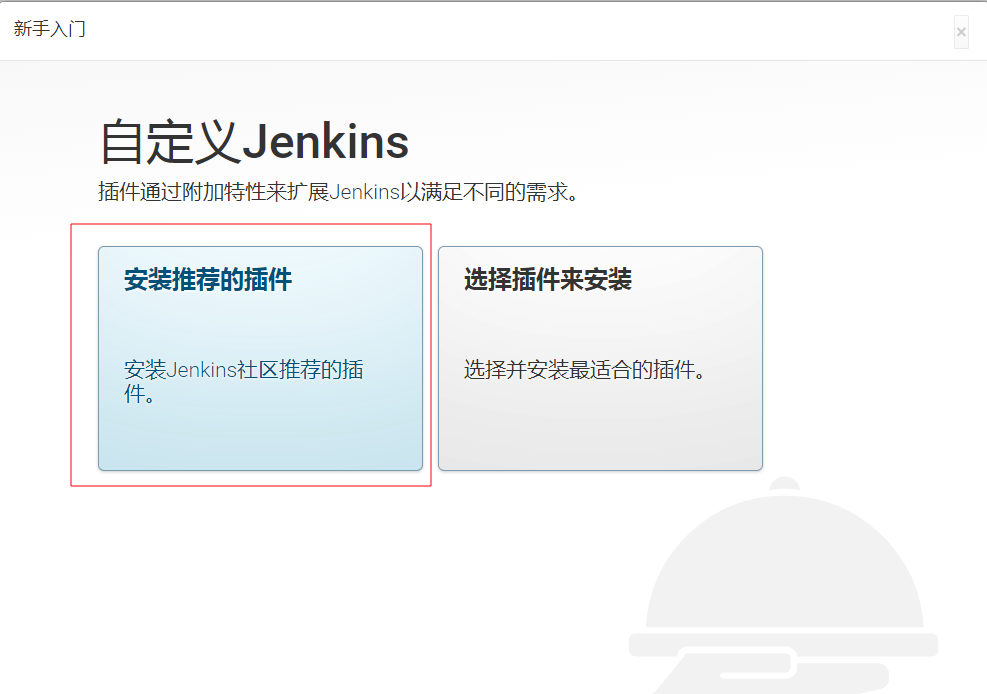 新手入门
×
自定义Jenkins
插件通过附加特性来扩展Jenkins以满足不同的需求。
安装推荐的插件
安装Jenkins社区推荐的插
件。
选择插件来安装
选择并安装最适合的插件。